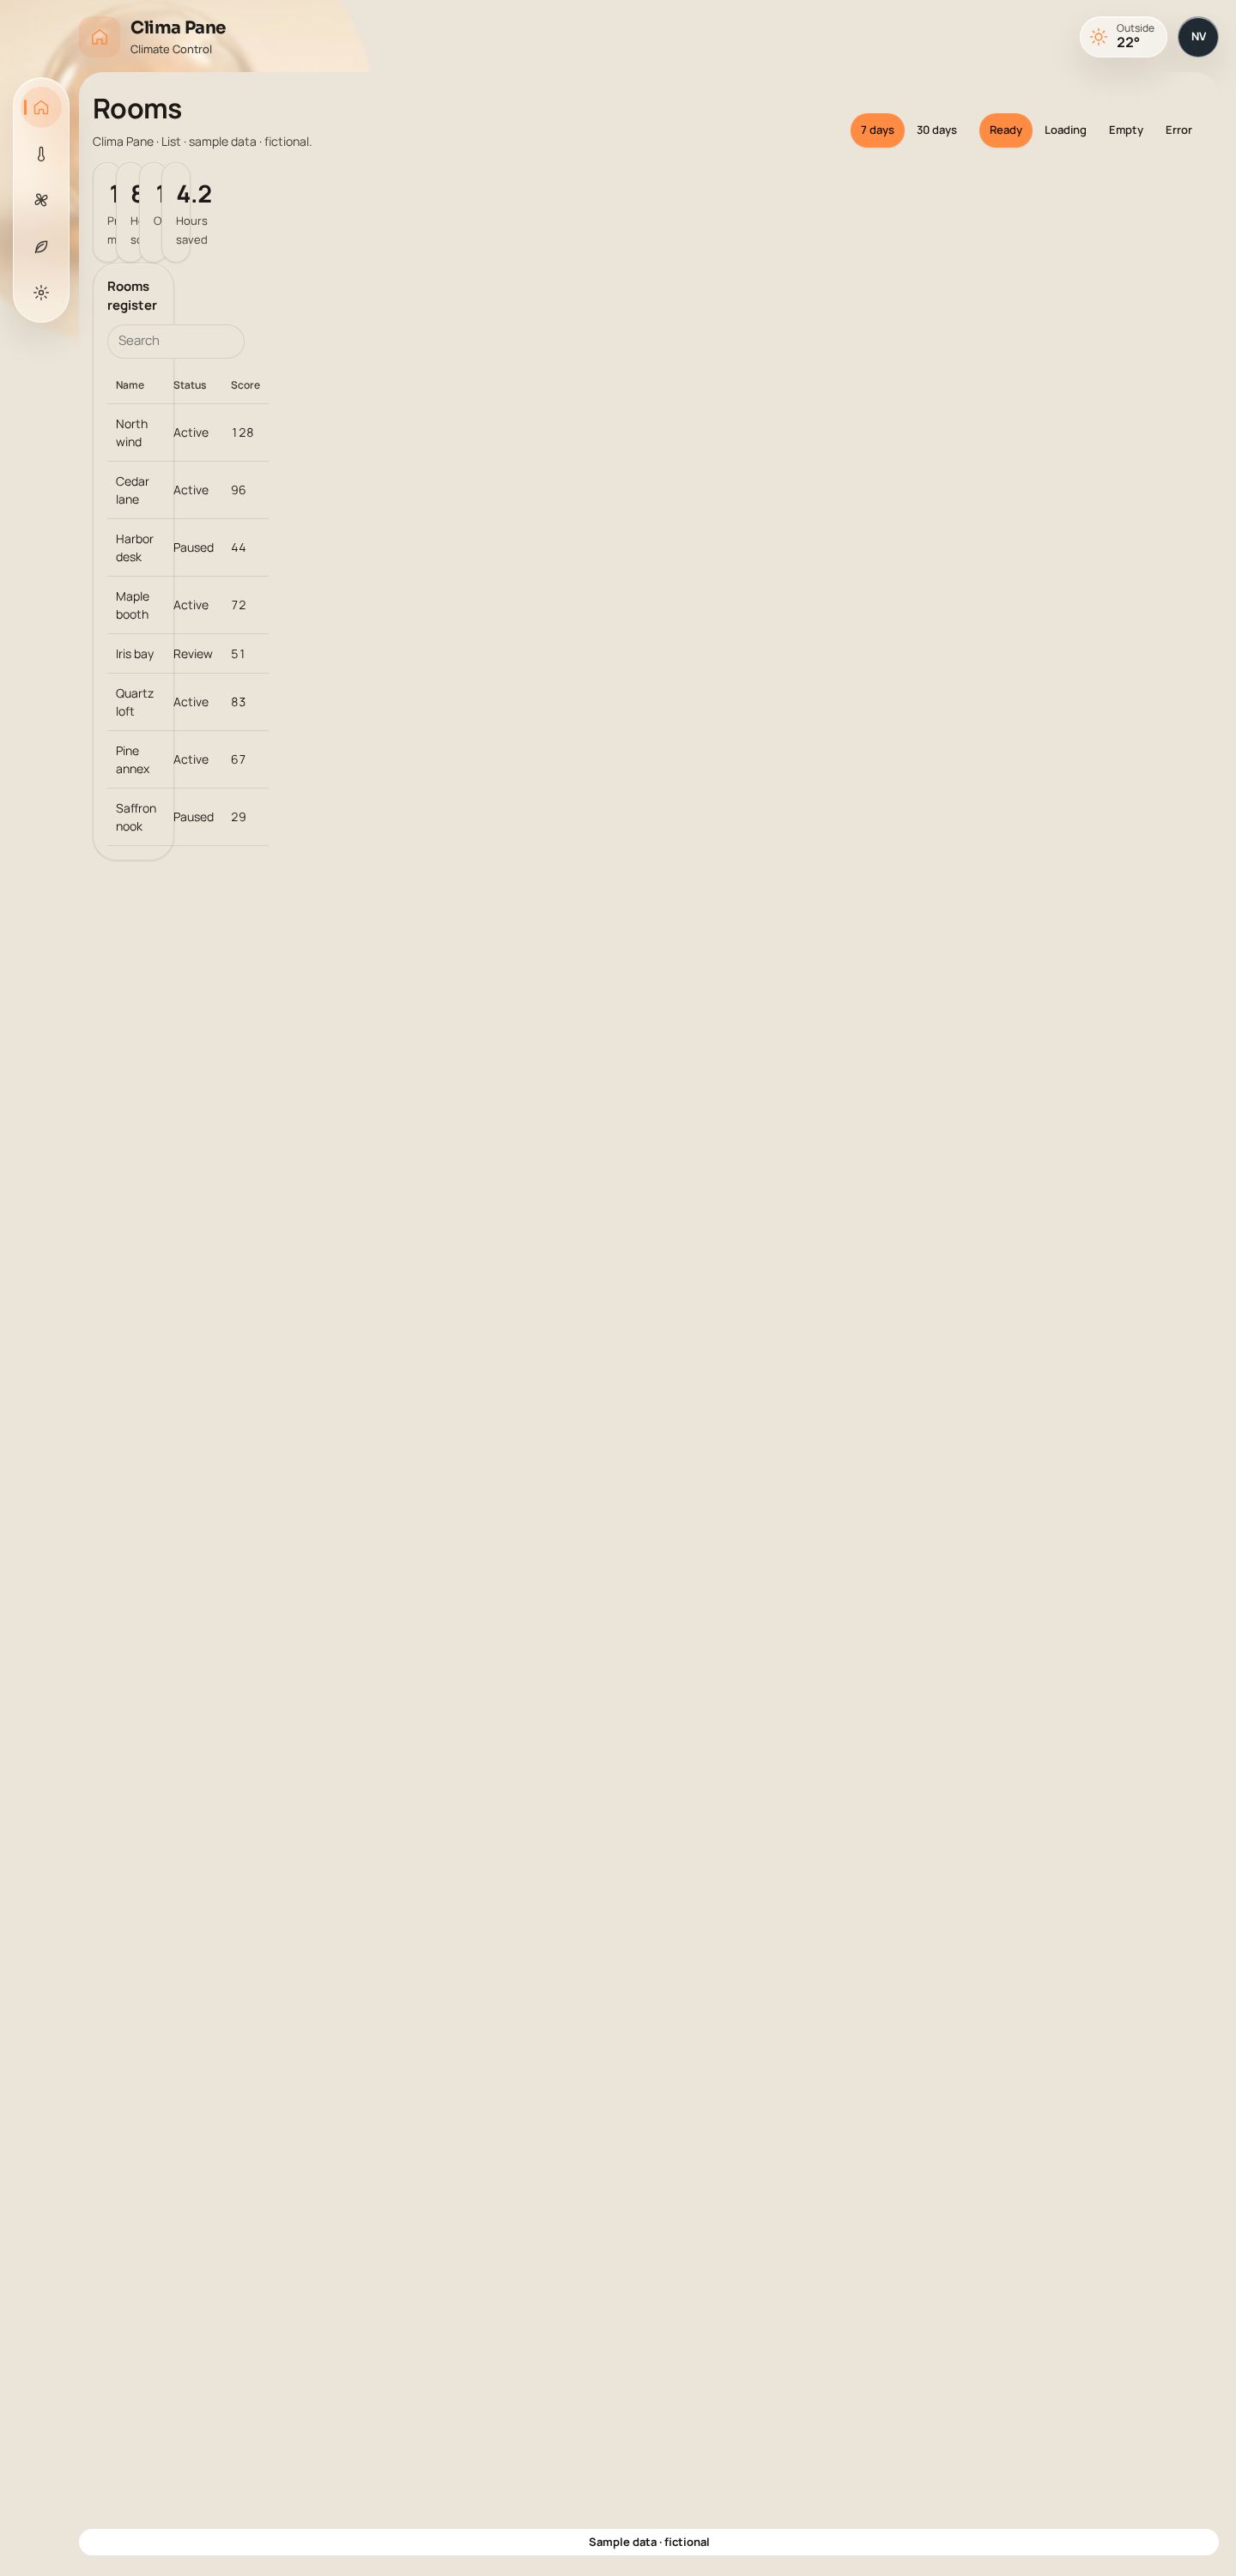 Clima Pane
Climate Control
Outside
22°
NV
Rooms
Clima Pane · List · sample data · fictional.
7 days 30 days Ready Loading Empty Error
4.2
Hours
saved
Rooms
register
Search
Name Status Score
North
wind
Active 128
Cedar
lane
Active 96
Harbor
desk
Paused 44
Maple
booth
Active 72
Iris bay Review 51
Quartz
loft
Active 83
Pine
annex
Active 67
Saffron
nook
Paused 29
Sample data · fictional